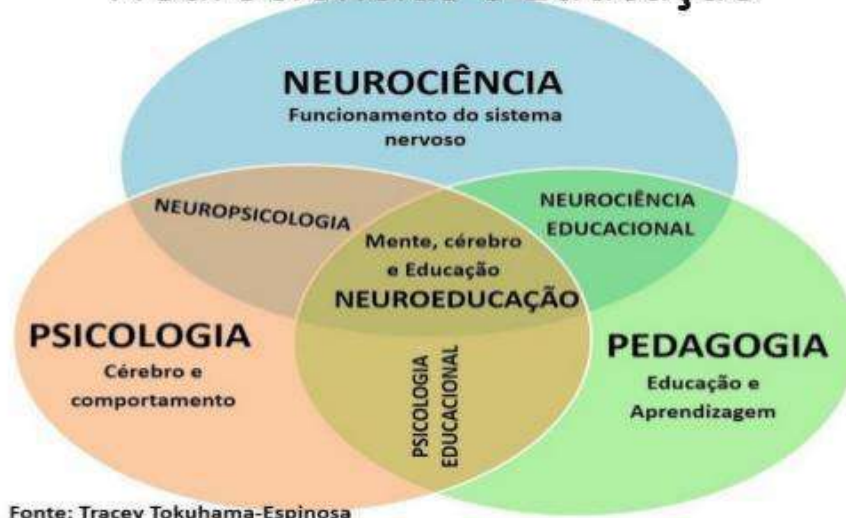 NEUROCIÊNCIA
Funcionamento do sistema
nervoso
NEUROPSICOLOGIA
NEUROCIÊNCIA
EDUCACIONAL
Mente, cérebro
e Educação
NEUROEDUCAÇÃO
PSICOLOGIA
Cérebro e
comportamento
PSICOLOGIA
EDUCACIONAL
PEDAGOGIA
Educação e
Aprendizagem
Fonte: Tracey Tokuhama-Espinosa